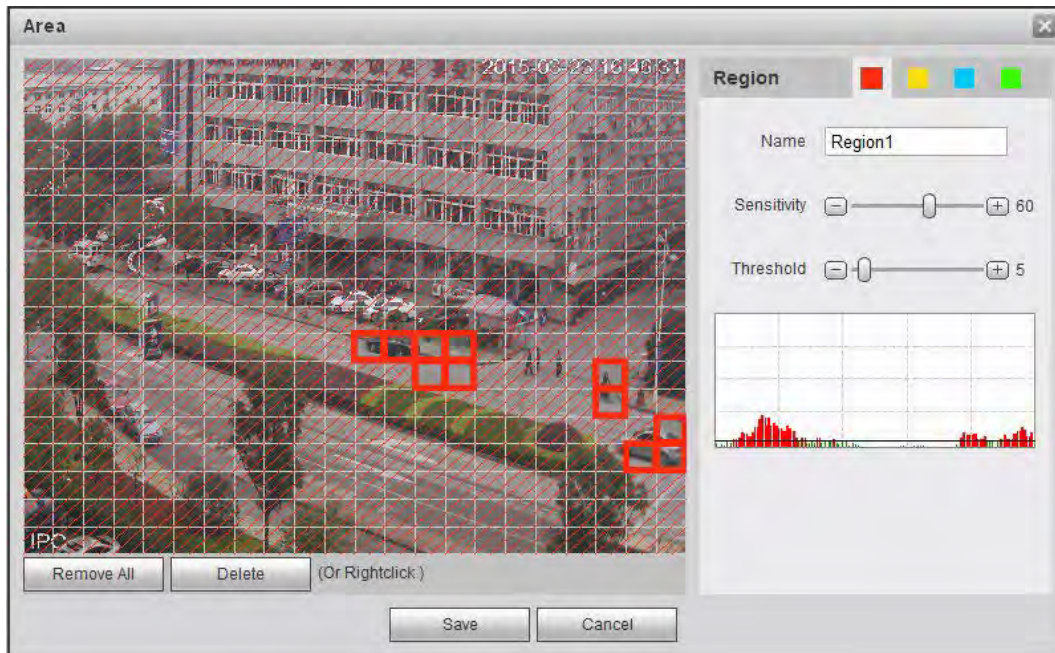 Area
2015-03-23 16:46:31
Region
Name Region1
Sensitivity 60
Threshold 5
IPC
Remove All Delete (Or Rightclick )
Save Cancel